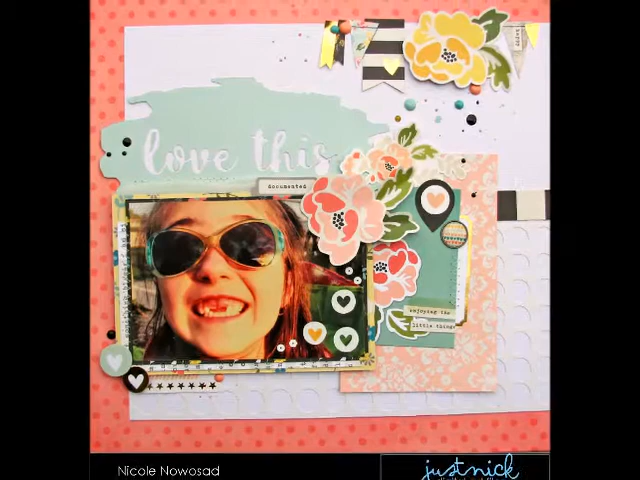 love this
documented
enjoying the
little things
Nicole Nowosad
justnick